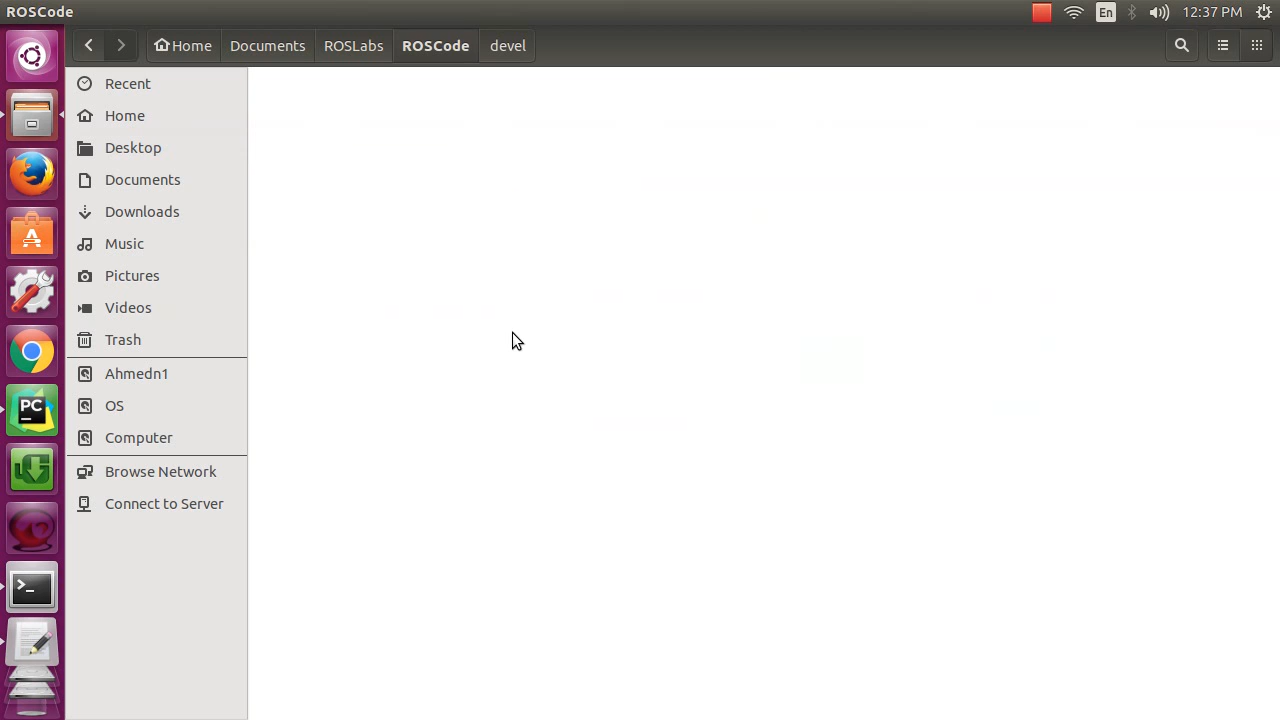 ROSCode
En
12:37 PM
Home
Documents
ROSLabs
ROSCode
devel
Recent
Home
Desktop
Documents
Downloads
Music
Pictures
Videos
Trash
Ahmedn1
OS
Computer
Browse Network
Connect to Server
A
PC
>_